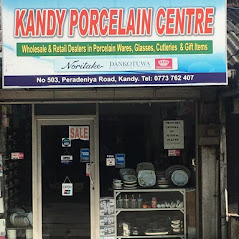 KANDY PORCELAIN CENTRE
Wholesale & Retail Dealers in Porcelain Wares, Glasses, Cutleries & Gift Items
Noritake DANKOTUWA
No 503, Peradeniya Road, Kandy. Tel: 0773 762 407
SALE